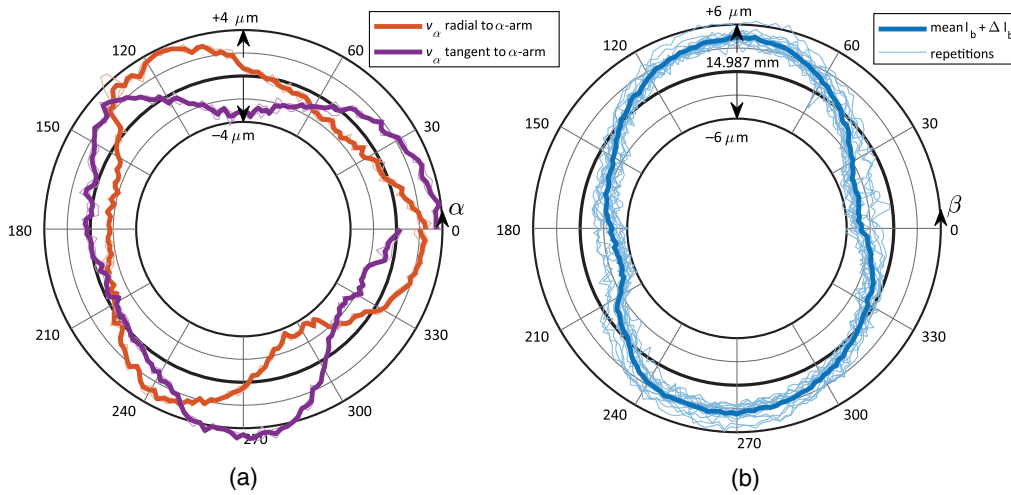 +4 μm
v_α radial to α-arm
v_α tangent to α-arm
120
60
150
30
−4 μm
α
180
0
210
330
240
300
270
(a)
+6 μm
mean l_b + Δ l_b
repetitions
120
60
14.987 mm
150
30
−6 μm
β
180
0
210
330
240
300
270
(b)